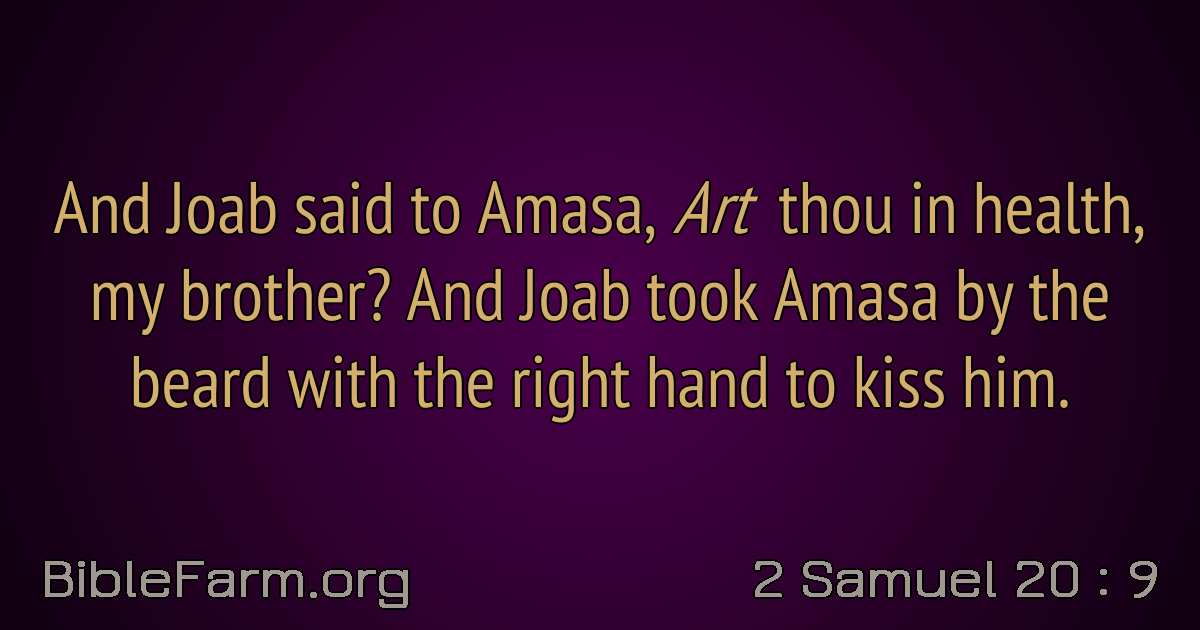 And Joab said to Amasa, Art thou in health,
my brother? And Joab took Amasa by the
beard with the right hand to kiss him.
BibleFarm.org
2 Samuel 20 : 9